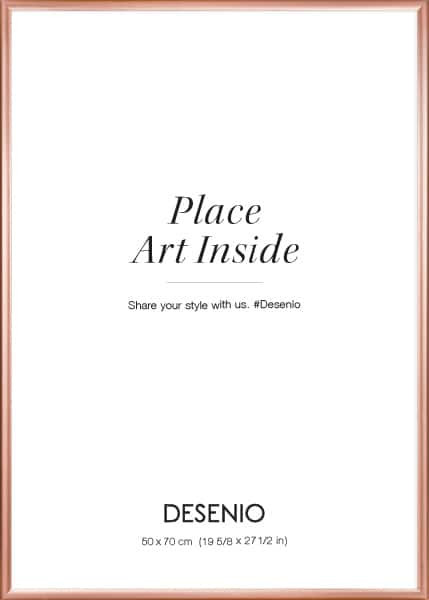 Place
Art Inside
Share your style with us. #Desenio
DESENIO
50 x 70 cm (19 5/8 x 27 1/2 in)